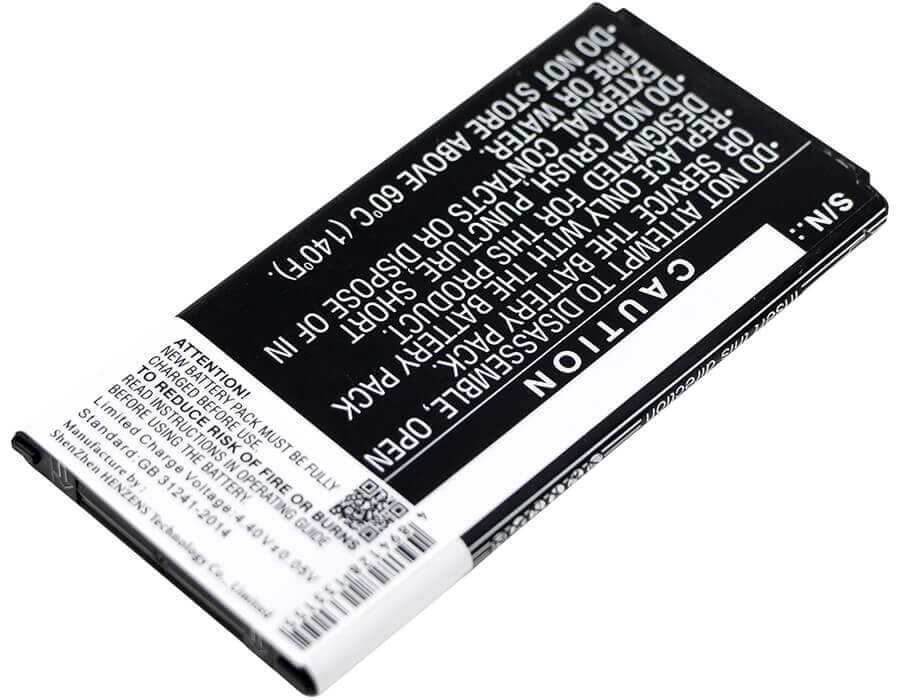 S/N.:
CAUTION
•DO NOT ATTEMPT TO DISASSEMBLE, OPEN
OR SERVICE THE BATTERY PACK.
•REPLACE ONLY WITH THE BATTERY PACK
DESIGNATED FOR THIS PRODUCT.
•DO NOT CRUSH, PUNCTURE, SHORT
EXTERNAL CONTACTS OR DISPOSE OF IN
FIRE OR WATER.
•DO NOT STORE ABOVE 60°C (140°F).
Insert this direction
ATTENTION!
NEW BATTERY PACK MUST BE FULLY
CHARGED BEFORE USE.
TO REDUCE RISK OF FIRE OR BURNS
READ INSTRUCTIONS IN OPERATING GUIDE
BEFORE USING THE BATTERY.
Limited Charge Voltage 4.40V±0.05V
Standard·GB 31241-2014
Manufacture by:
ShenZhen HENZENS Technology Co., Limited